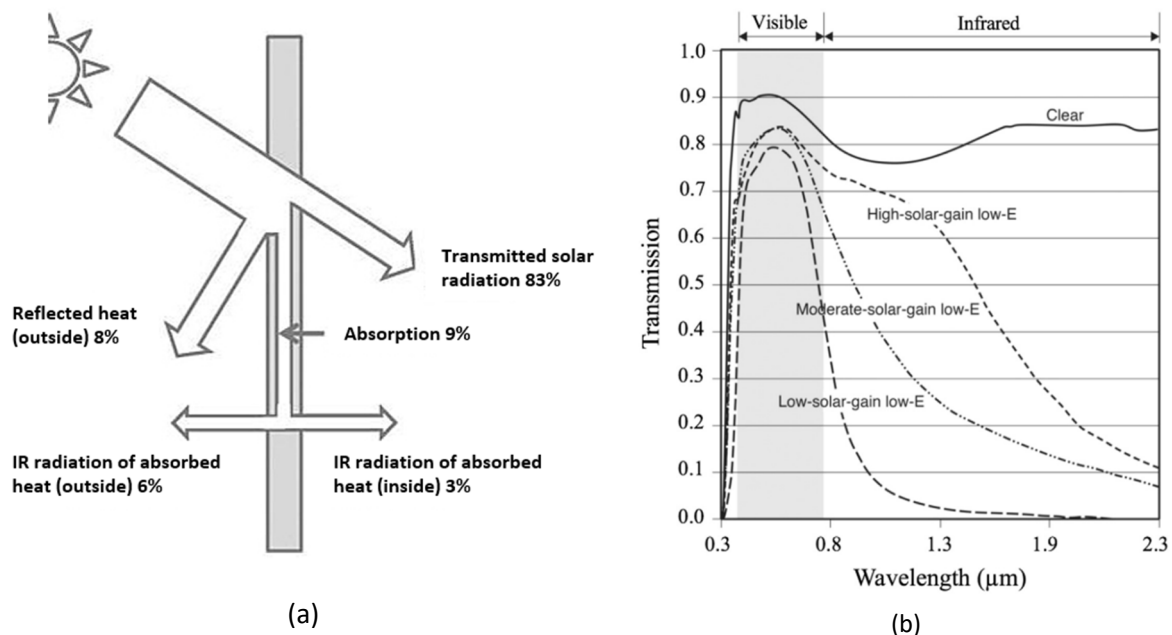 Transmitted solar
radiation 83%
Reflected heat
(outside) 8%
Absorption 9%
IR radiation of absorbed
heat (outside) 6%
IR radiation of absorbed
heat (inside) 3%
(a)
Visible
Infrared
Transmission
1.0
0.9
0.8
0.7
0.6
0.5
0.4
0.3
0.2
0.1
0.0
Clear
High-solar-gain low-E
Moderate-solar-gain low-E
Low-solar-gain low-E
0.3
0.8
1.3
1.9
2.3
Wavelength (µm)
(b)